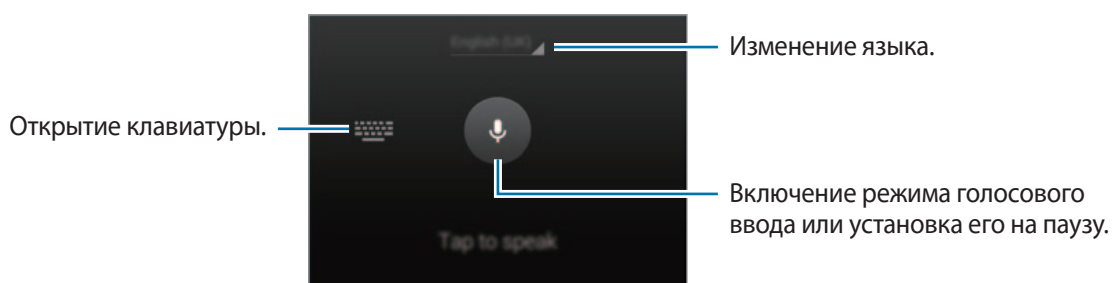 English (UK)
Изменение языка.
Открытие клавиатуры.
Включение режима голосового
ввода или установка его на паузу.
Tap to speak